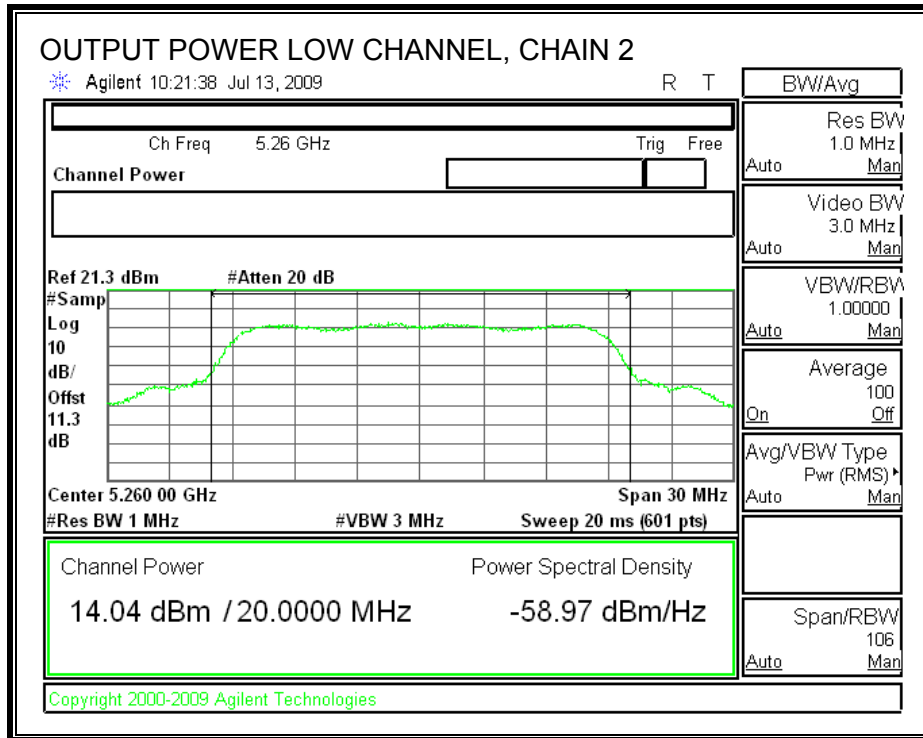 OUTPUT POWER LOW CHANNEL, CHAIN 2
Agilent 10:21:38 Jul 13, 2009 R T
Ch Freq 5.26 GHz Trig Free
Channel Power
Ref 21.3 dBm #Atten 20 dB
#Samp
Log
10
dB/
Offst
11.3
dB
Center 5.260 00 GHz Span 30 MHz
#Res BW 1 MHz #VBW 3 MHz Sweep 20 ms (601 pts)
Channel Power Power Spectral Density
14.04 dBm / 20.0000 MHz -58.97 dBm/Hz
Copyright 2000-2009 Agilent Technologies
BW/Avg
Res BW
1.0 MHz
Auto Man
Video BW
3.0 MHz
Auto Man
VBW/RBW
1.00000
Auto Man
Average
100
On Off
Avg/VBW Type
Pwr (RMS)
Auto Man
Span/RBW
106
Auto Man